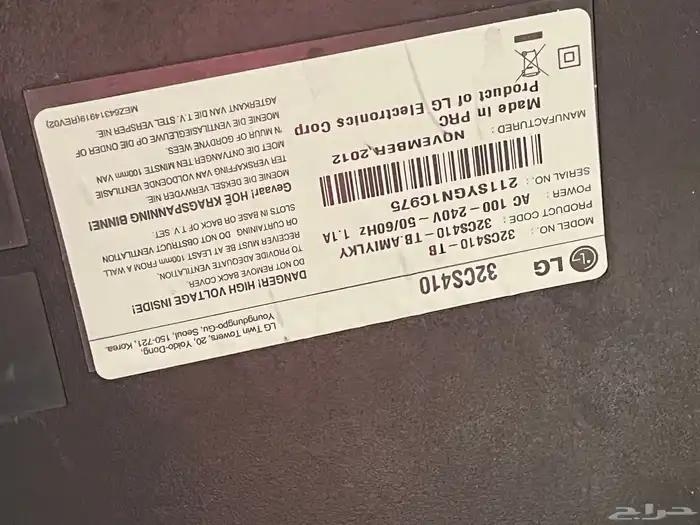 LG
32CS410
LG Twin Towers, 20, Yoido-Dong,
Youngdungpo-Gu, Seoul, 150-721, Korea.
MODEL NO. : 32CS410-TB
PRODUCT CODE : 32CS410-TB.AMIYLKY
POWER : AC 100-240V~50/60Hz 1.1A
SERIAL NO. : 211SYGN1C975
MANUFACTURED : NOVEMBER,2012
Made in PRC
Product of LG Electronics Corp
DANGER! HIGH VOLTAGE INSIDE!
DO NOT REMOVE BACK COVER.
TO PROVIDE ADEQUATE VENTILATION,
RECEIVER MUST BE AT LEAST 100mm FROM WALL
OR CURTAINS. DO NOT OBSTRUCT VENTILATION
SLOTS IN BASE OR BACK OF T.V. SET.
Gevaar! HOË KRAGSPANNING BINNE!
MOENIE DIE DEKSEL VERWYDER NIE.
TER VERSKAFFING VAN VOLDOENDE VENTILASIE
MOET DIE ONTVANGER TEN MINSTE 100mm VAN
'N MUUR OF GORDYNE WEES.
MOENIE DIE VENTILASIEGLEUWE OP DIE ONDER OF
AGTERKANT VAN DIE T.V. STEL VERSPER NIE.
MEZ64314919(REV02)
حراج